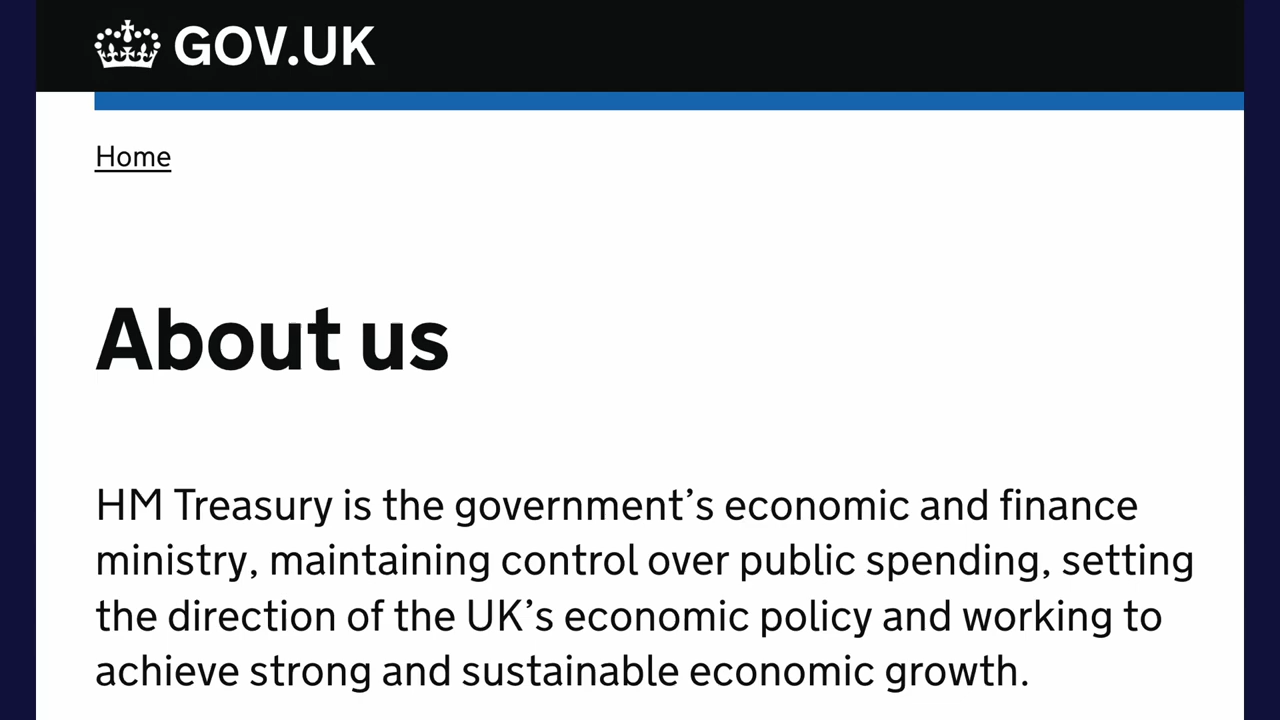 GOV.UK
Home
About us
HM Treasury is the government’s economic and finance
ministry, maintaining control over public spending, setting
the direction of the UK’s economic policy and working to
achieve strong and sustainable economic growth.